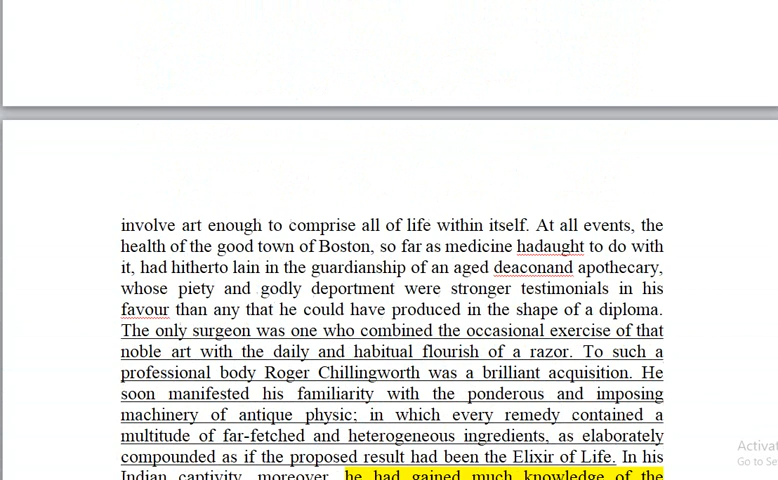 involve art enough to comprise all of life within itself. At all events, the
health of the good town of Boston, so far as medicine hadaught to do with
it, had hitherto lain in the guardianship of an aged deaconand apothecary,
whose piety and godly deportment were stronger testimonials in his
favour than any that he could have produced in the shape of a diploma.
The only surgeon was one who combined the occasional exercise of that
noble art with the daily and habitual flourish of a razor. To such a
professional body Roger Chillingworth was a brilliant acquisition. He
soon manifested his familiarity with the ponderous and imposing
machinery of antique physic; in which every remedy contained a
multitude of far-fetched and heterogeneous ingredients, as elaborately
compounded as if the proposed result had been the Elixir of Life. In his
Indian captivity, moreover, he had gained much knowledge of the
Activat
Go to Se